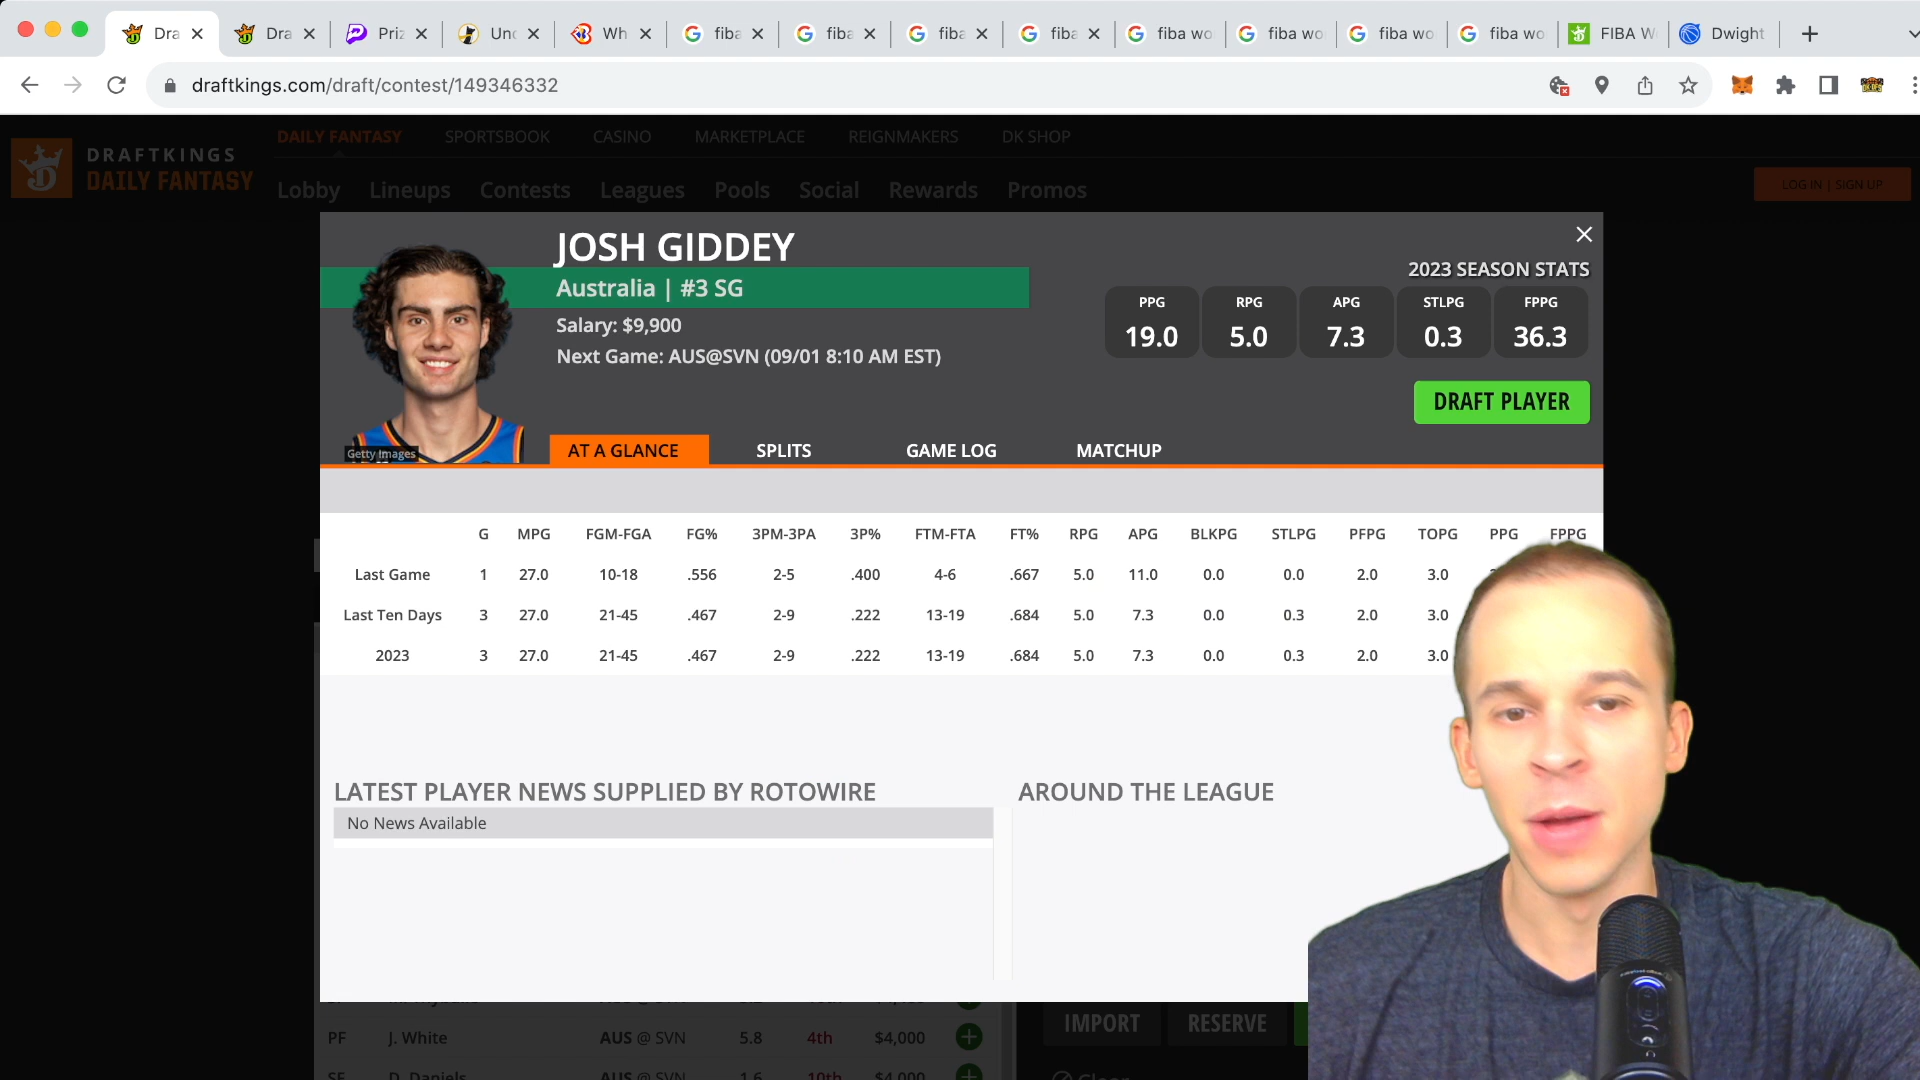 Dra
Dra
Priz
Unc
Wh
fiba
fiba
fiba
fiba
fiba wo
fiba wo
fiba wo
fiba wo
FIBA W
Dwight
draftkings.com/draft/contest/149346332
DAILY FANTASY SPORTSBOOK CASINO MARKETPLACE REIGNMAKERS DK SHOP
DRAFTKINGS
DAILY FANTASY
Lobby Lineups Contests Leagues Pools Social Rewards Promos
LOG IN | SIGN UP
JOSH GIDDEY
Australia | #3 SG
Salary: $9,900
Next Game: AUS@SVN (09/01 8:10 AM EST)
2023 SEASON STATS
PPG RPG APG STLPG FPPG
19.0 5.0 7.3 0.3 36.3
DRAFT PLAYER
Getty Images
AT A GLANCE SPLITS GAME LOG MATCHUP
G MPG FGM-FGA FG% 3PM-3PA 3P% FTM-FTA FT% RPG APG BLKPG STLPG PFPG TOPG PPG FPPG
Last Game 1 27.0 10-18 .556 2-5 .400 4-6 .667 5.0 11.0 0.0 0.0 2.0 3.0
Last Ten Days 3 27.0 21-45 .467 2-9 .222 13-19 .684 5.0 7.3 0.0 0.3 2.0 3.0
2023 3 27.0 21-45 .467 2-9 .222 13-19 .684 5.0 7.3 0.0 0.3 2.0 3.0
LATEST PLAYER NEWS SUPPLIED BY ROTOWIRE
No News Available
AROUND THE LEAGUE
PF J. White AUS @ SVN 5.8 4th $4,000
SF D. Daniels AUS @ SVN 1.6 10th $4,000
IMPORT RESERVE
Clear